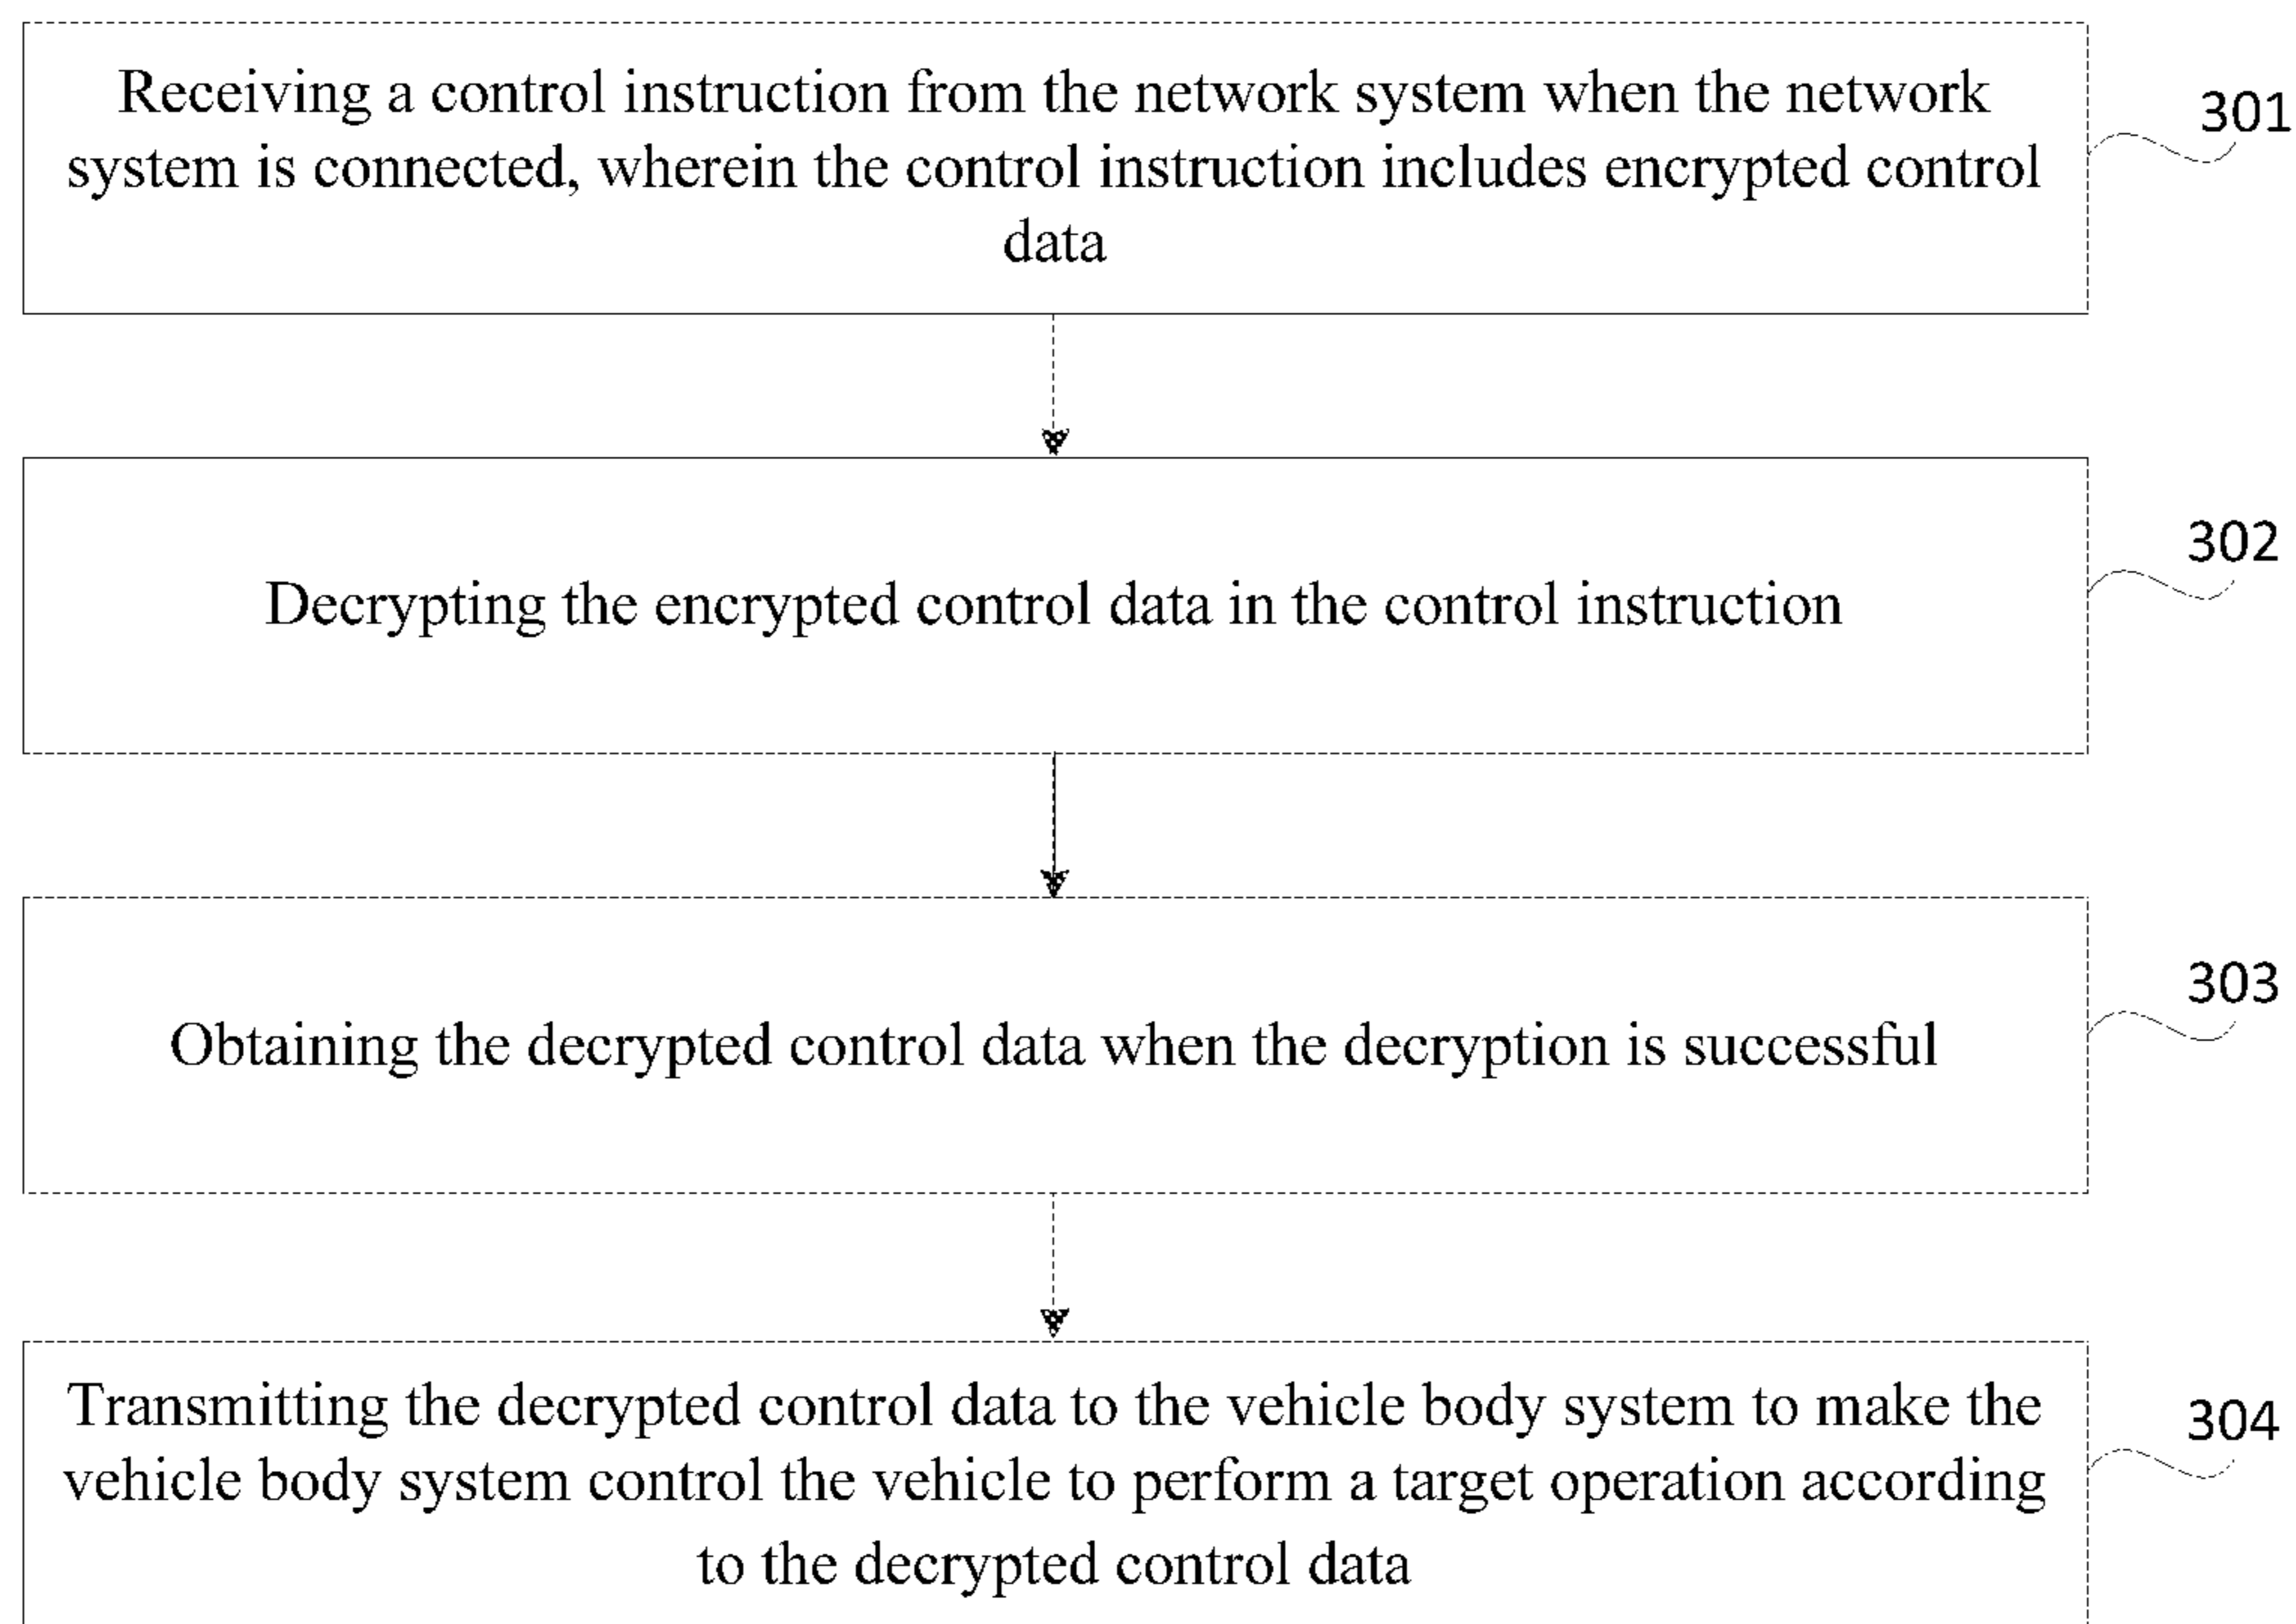 Receiving a control instruction from the network system when the network
system is connected, wherein the control instruction includes encrypted control
data
301
Decrypting the encrypted control data in the control instruction
302
Obtaining the decrypted control data when the decryption is successful
303
Transmitting the decrypted control data to the vehicle body system to make the
vehicle body system control the vehicle to perform a target operation according
to the decrypted control data
304